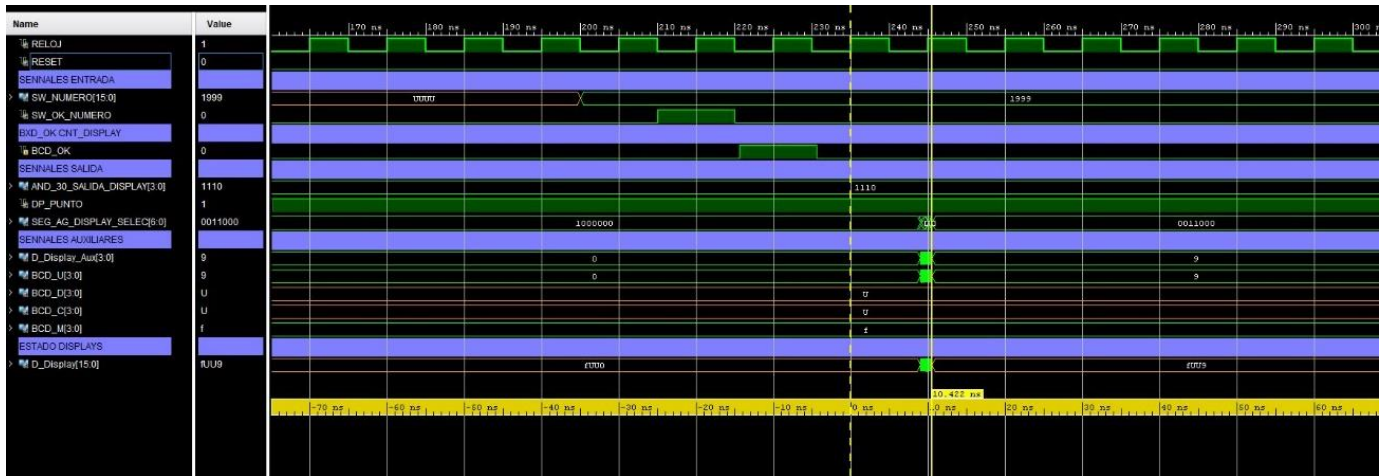 Name Value
170 ns 180 ns 190 ns 200 ns 210 ns 220 ns 230 ns 240 ns 250 ns 260 ns 270 ns 280 ns 290 ns 300
RELOJ 1
RESET 0
SENNALES ENTRADA
SW_NUMERO[15:0] 1999 UUUU 1999
SW_OK_NUMERO 0
BXD_OK CNT_DISPLAY
BCD_OK 0
SENNALES SALIDA
AND_30_SALIDA_DISPLAY[3:0] 1110 1110
DP_PUNTO 1
SEG_AG_DISPLAY_SELEC[6:0] 0011000 1000000 0011000
SENNALES AUXILIARES
D_Display_Aux[3:0] 9 0 9
BCD_U[3:0] 9 0 9
BCD_D[3:0] U U
BCD_C[3:0] U U
BCD_M[3:0] f f
ESTADO DISPLAYS
D_Display[15:0] fUU9 fUU0 fUU9
10.422 ns
-70 ns -60 ns -50 ns -40 ns -30 ns -20 ns -10 ns 0 ns 20 ns 30 ns 40 ns 50 ns 60 ns